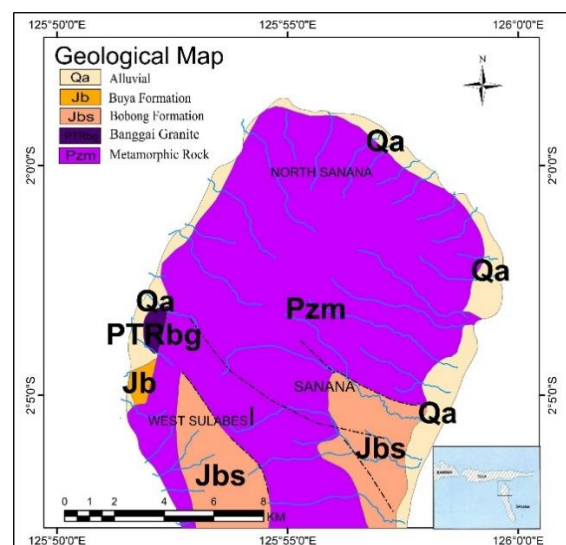 125°50'0"E 125°55'0"E 126°0'0"E
Geological Map
Qa Alluvial
Jb Buya Formation
Jbs Bobong Formation
PTRbg Banggai Granite
Pzm Metamorphic Rock
N
Qa
2°0'0"S 2°0'0"S
NORTH SANANA
Qa
Qa
Pzm
PTRbg
Jb
SANANA
2°5'0"S 2°5'0"S
Qa
WEST SULABESI
Jbs
Jbs
0 1 2 4 6 8
KM
125°50'0"E 125°55'0"E 126°0'0"E